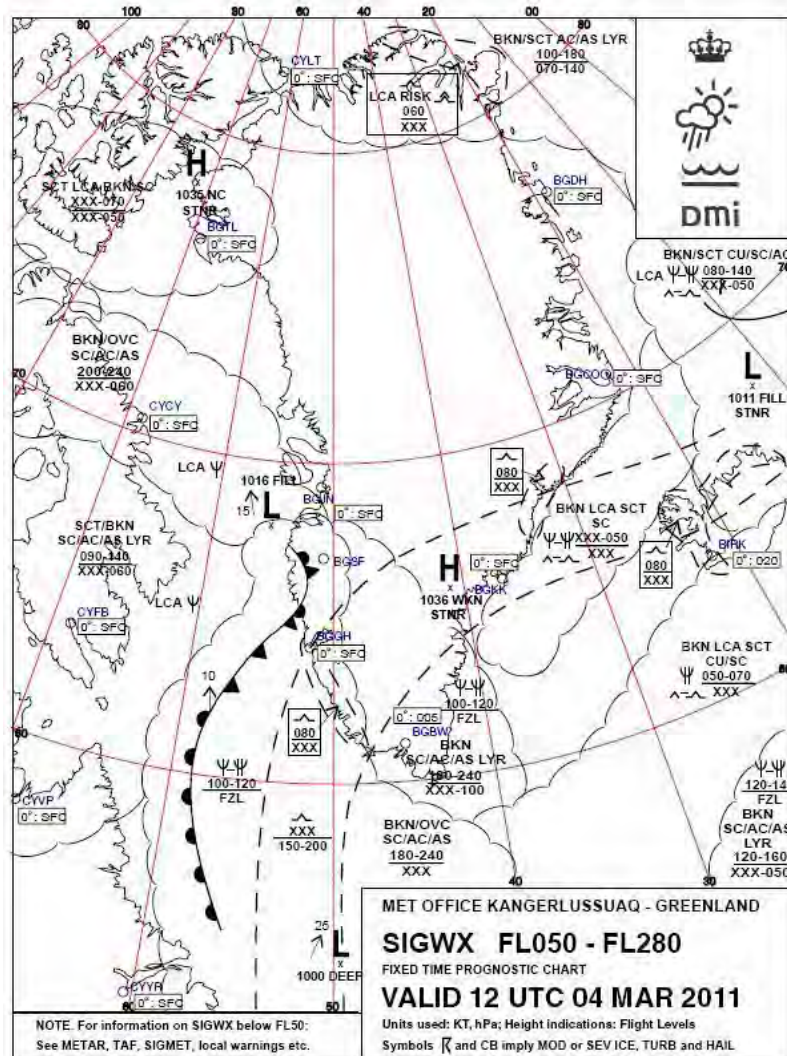 100
80
60
40
20
00
80
80
BKN/SCT AC/AS LYR
100-180
070-140
CYLT
0°: SFC
LCA RISK
060
XXX
DMi
H
1035 NC
STNR
SCT LCA BKN SC
XXX-070
XXX-050
BGTL
0°: SFC
BGDH
0°: SFC
BKN/SCT CU/SC/AC
LCA 080-140
XXX-050
70
BKN/OVC
SC/AC/AS
200-240
XXX-060
70
CYCY
0°: SFC
BGCO
0°: SFC
L
1011 FILL
STNR
LCA
1016 FILL
15
L
BGJN
0°: SFC
080
XXX
SCT/BKN
SC/AC/AS LYR
090-140
XXX-060
BGSF
BKN LCA SCT
SC
XXX-050
XXX
080
XXX
BIRK
0°: 020
H
1036 WKN
STNR
0°: SFC
BGKK
LCA
CYFB
0°: SFC
BGGH
0°: SFC
BKN LCA SCT
CU/SC
050-070
XXX
60
10
080
XXX
100-120
FZL
0°: 005
BGBW
BKN
SC/AC/AS LYR
180-240
XXX-100
60
100-120
FZL
CYVP
0°: SFC
XXX
150-200
BKN/OVC
SC/AC/AS
180-240
XXX
120-14
FZL
BKN
SC/AC/AS
LYR
120-160
XXX-050
40
30
25
L
1000 DEEP
CYYR
0°: SFC
60
50
MET OFFICE KANGERLUSSUAQ - GREENLAND
SIGWX FL050 - FL280
FIXED TIME PROGNOSTIC CHART
VALID 12 UTC 04 MAR 2011
Units used: KT, hPa; Height indications: Flight Levels
Symbols and CB imply MOD or SEV ICE, TURB and HAIL
NOTE. For information on SIGWX below FL50:
See METAR, TAF, SIGMET, local warnings etc.